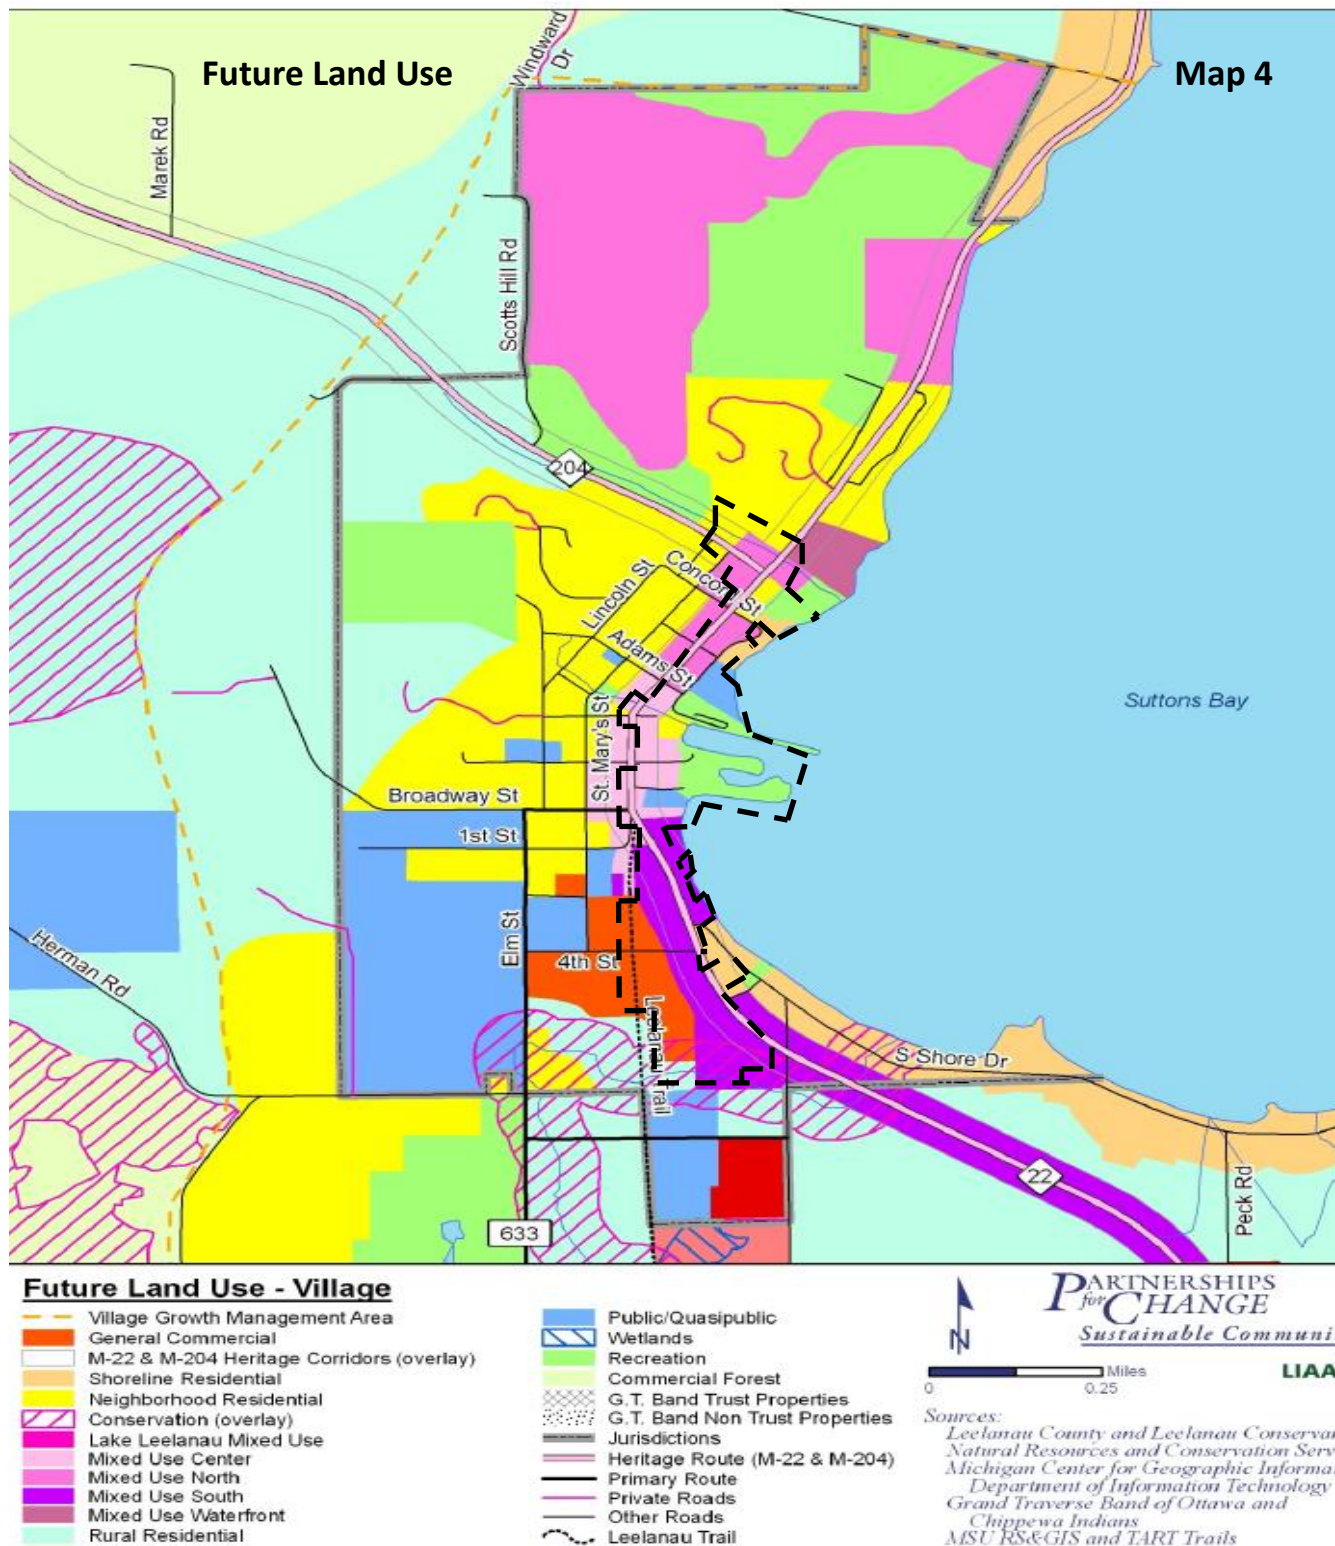 Future Land Use
Map 4
Windward
Dr
Marek Rd
Scotts Hill Rd
204
Concord St
Lincoln St
Adams St
Suttons Bay
St. Mary's St
Broadway St
1st St
Elm St
4th St
Herman Rd
Leelanau Trail
S Shore Dr
22
Peck Rd
633
Future Land Use - Village
Village Growth Management Area
General Commercial
M-22 & M-204 Heritage Corridors (overlay)
Shoreline Residential
Neighborhood Residential
Conservation (overlay)
Lake Leelanau Mixed Use
Mixed Use Center
Mixed Use North
Mixed Use South
Mixed Use Waterfront
Rural Residential
Public/Quasipublic
Wetlands
Recreation
Commercial Forest
G.T. Band Trust Properties
G.T. Band Non Trust Properties
Jurisdictions
Heritage Route (M-22 & M-204)
Primary Route
Private Roads
Other Roads
Leelanau Trail
N
PARTNERSHIPS
for CHANGE
Sustainable Communi
Miles
0 0.25
LIAA
Sources:
Leelanau County and Leelanau Conservan
Natural Resources and Conservation Serv
Michigan Center for Geographic Informa
Department of Information Technology
Grand Traverse Band of Ottawa and
Chippewa Indians
MSU RS&GIS and TART Trails